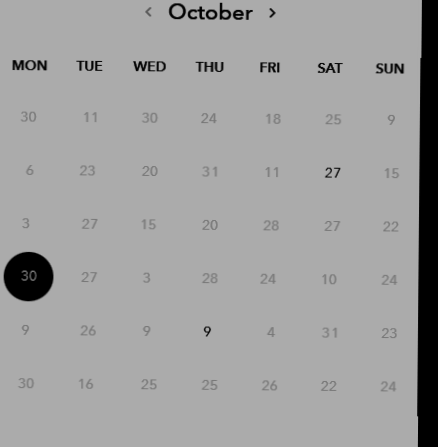 < October >
MON TUE WED THU FRI SAT SUN
30 11 30 24 18 25 9
6 23 20 31 11 27 15
3 27 15 20 28 27 22
30 27 3 28 24 10 24
9 26 9 9 4 31 23
30 16 25 25 26 22 24